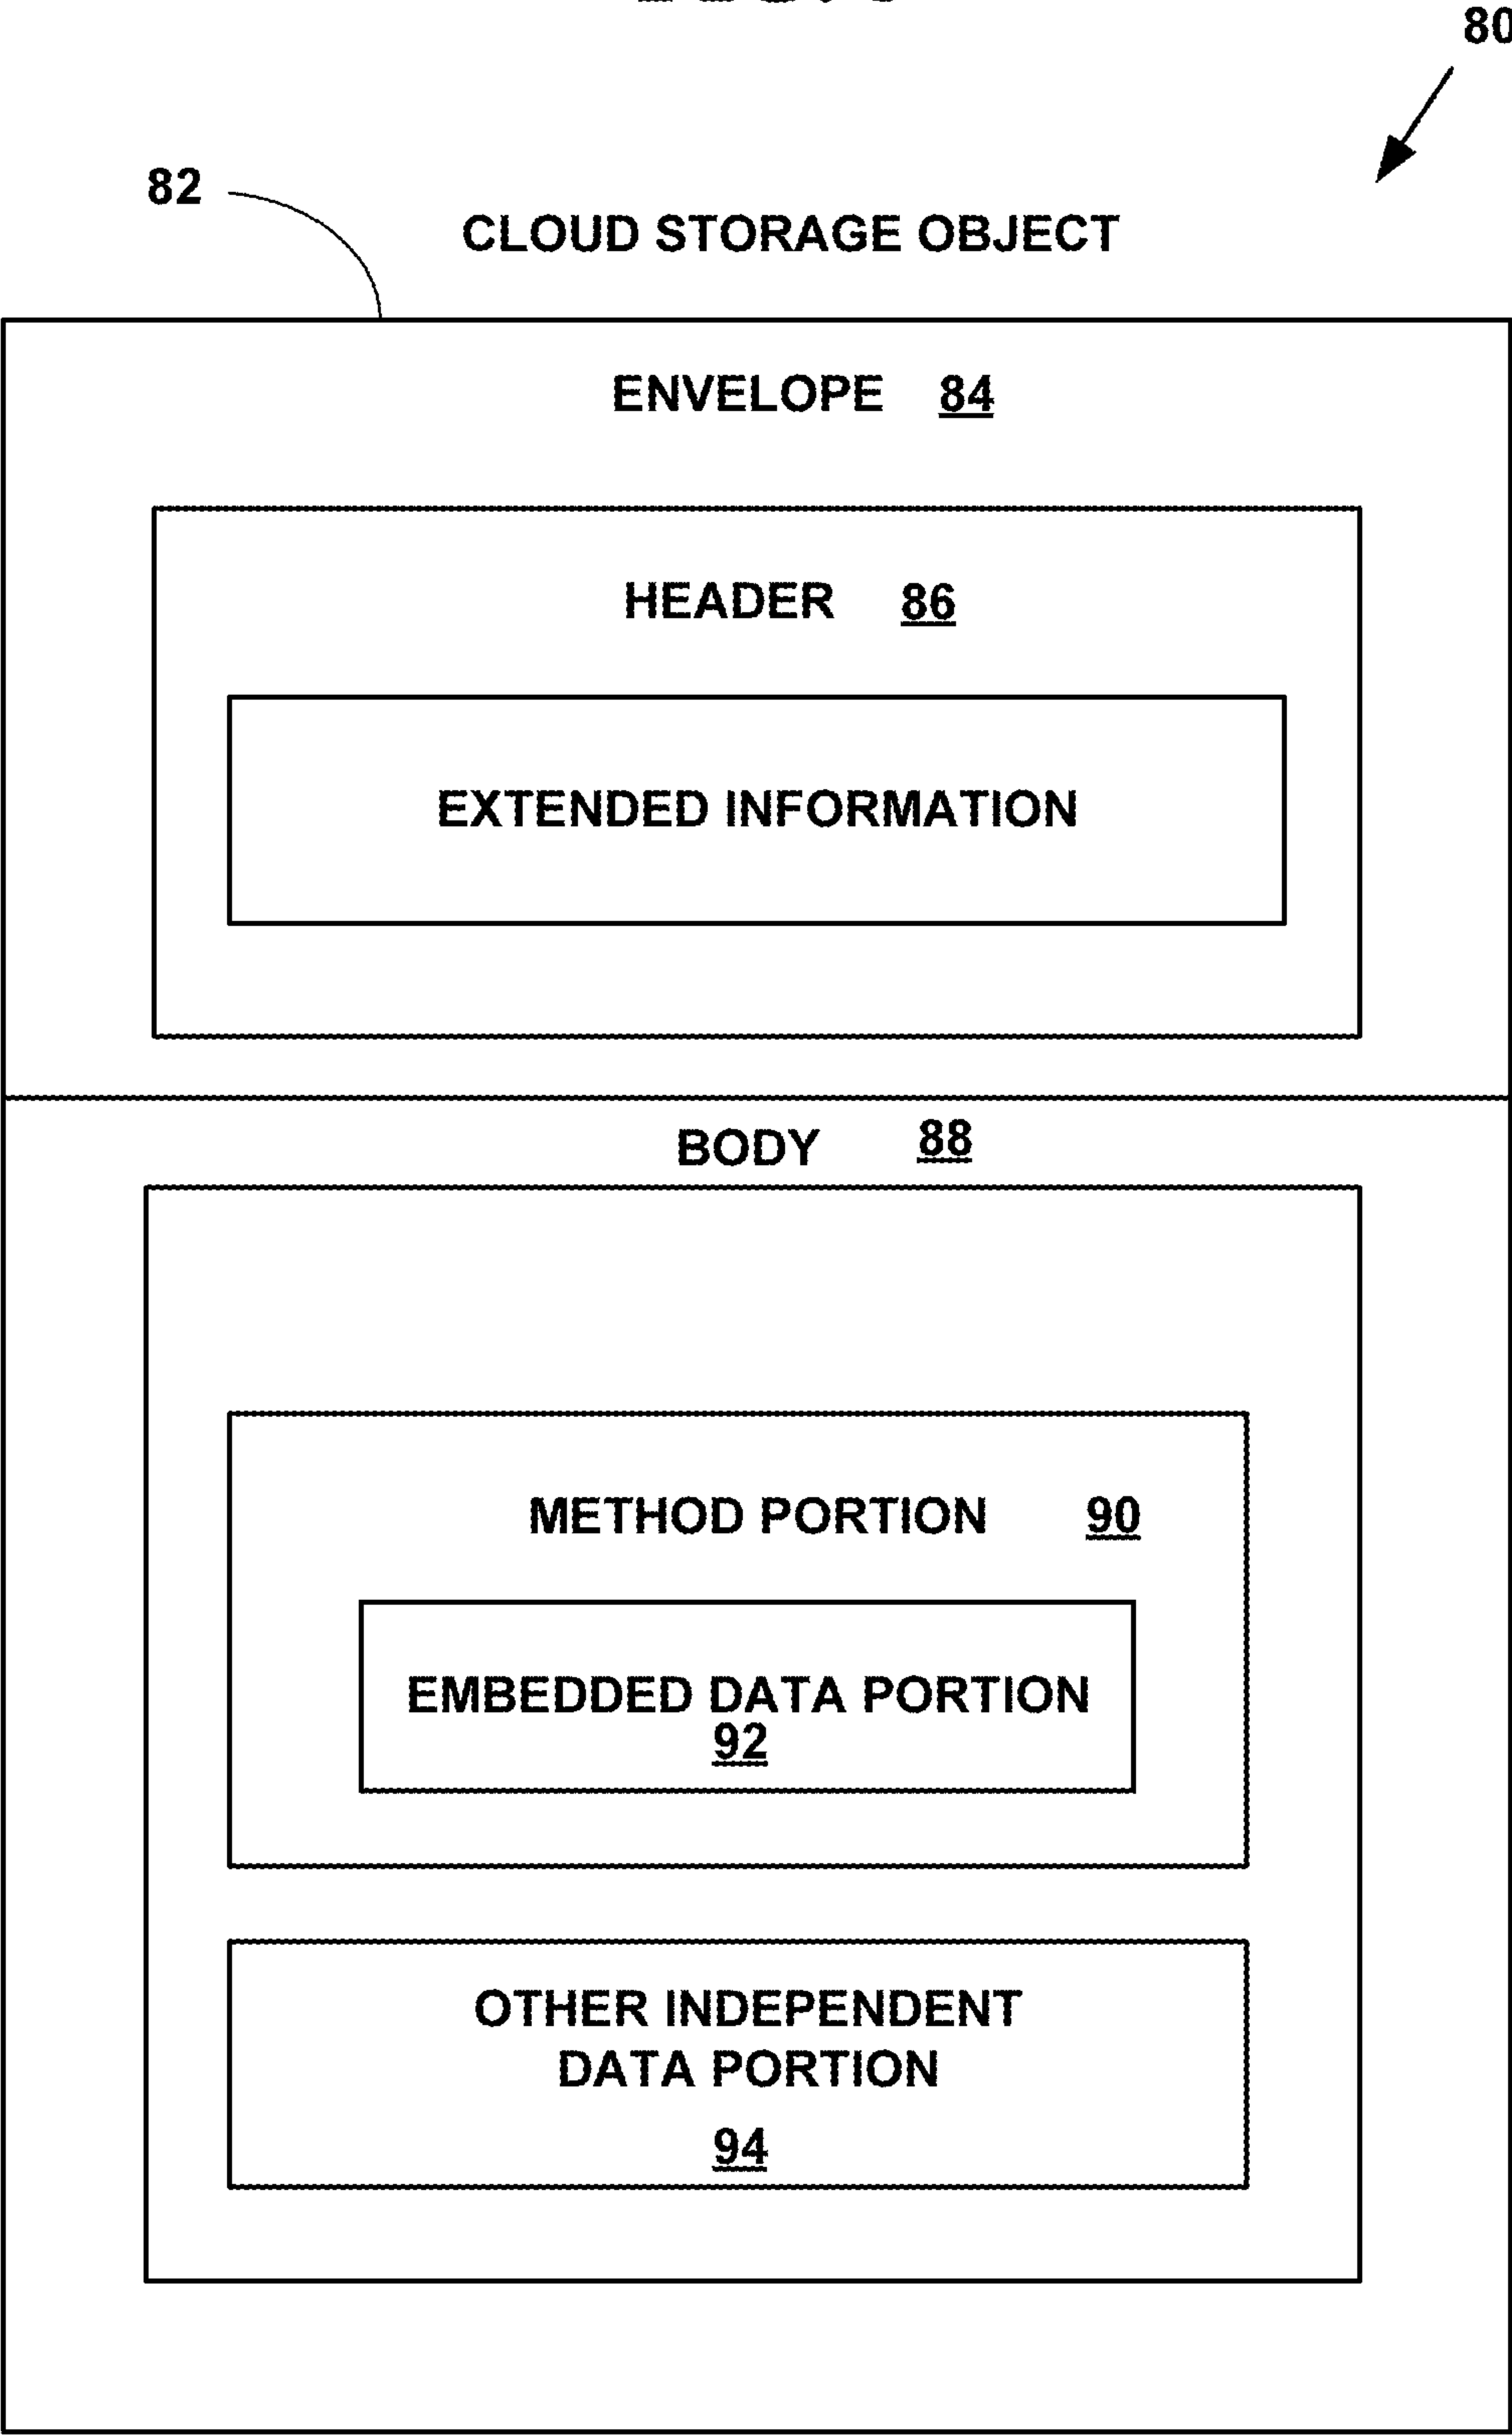 80
82
CLOUD STORAGE OBJECT
ENVELOPE 84
HEADER 86
EXTENDED INFORMATION
BODY 88
METHOD PORTION 90
EMBEDDED DATA PORTION
92
OTHER INDEPENDENT
DATA PORTION
94